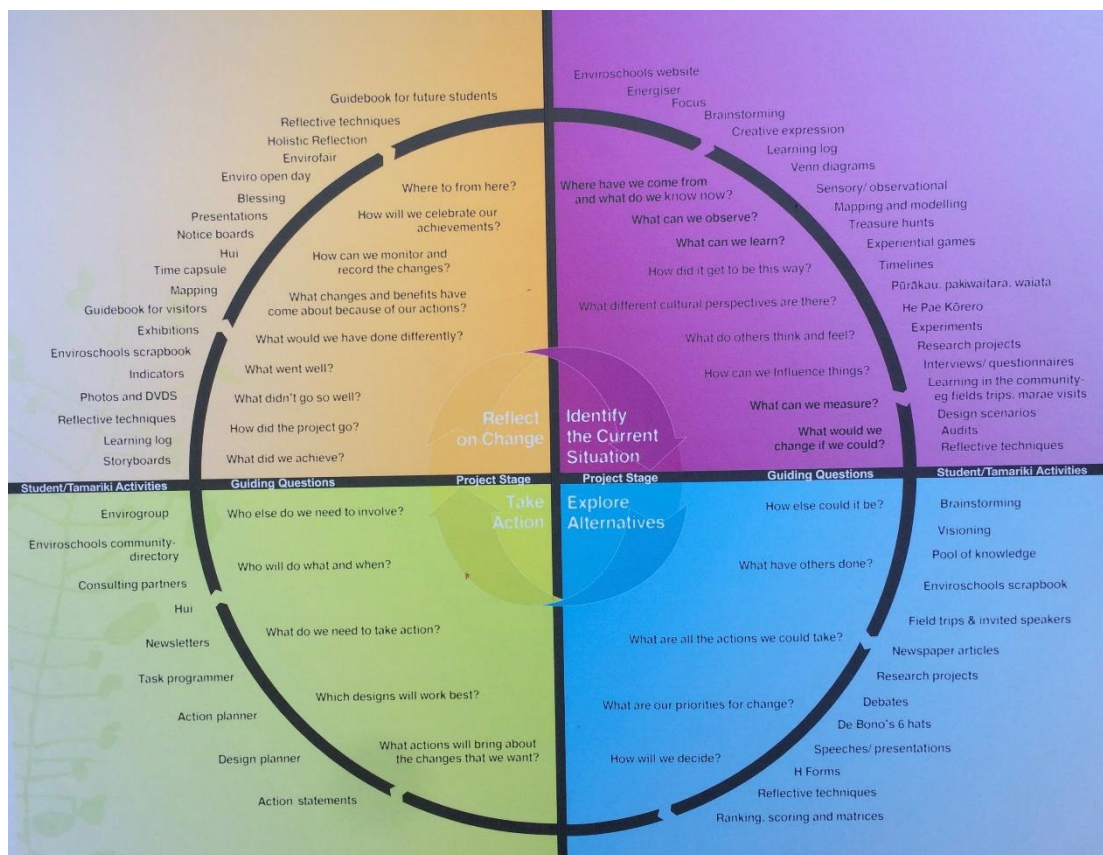 Guidebook for future students
Reflective techniques
Holistic Reflection
Envirofair
Enviro open day
Blessing
Presentations
Notice boards
Hui
Time capsule
Mapping
Guidebook for visitors
Exhibitions
Enviroschools scrapbook
Indicators
Photos and DVDS
Reflective techniques
Learning log
Storyboards
Where to from here?
How will we celebrate our
achievements?
How can we monitor and
record the changes?
What changes and benefits have
come about because of our actions?
What would we have done differently?
What went well?
What didn't go so well?
How did the project go?
What did we achieve?
Reflect
on Change
Enviroschools website
Energiser
Focus
Brainstorming
Creative expression
Learning log
Venn diagrams
Sensory/ observational
Mapping and modelling
Treasure hunts
Experiential games
Timelines
Pūrākau, pakiwaitara, waiata
He Pae Kōrero
Experiments
Research projects
Interviews/ questionnaires
Learning in the community-
eg fields trips, marae visits
Design scenarios
Audits
Reflective techniques
Where have we come from
and what do we know now?
What can we observe?
What can we learn?
How did it get to be this way?
What different cultural perspectives are there?
What do others think and feel?
How can we Influence things?
What can we measure?
What would we
change if we could?
Identify
the Current
Situation
Student/Tamariki Activities
Guiding Questions
Project Stage
Project Stage
Guiding Questions
Student/Tamariki Activities
Take
Action
Envirogroup
Enviroschools community-
directory
Consulting partners
Hui
Newsletters
Task programmer
Action planner
Design planner
Action statements
Who else do we need to involve?
Who will do what and when?
What do we need to take action?
Which designs will work best?
What actions will bring about
the changes that we want?
Explore
Alternatives
How else could it be?
What have others done?
What are all the actions we could take?
What are our priorities for change?
How will we decide?
Brainstorming
Visioning
Pool of knowledge
Enviroschools scrapbook
Field trips & invited speakers
Newspaper articles
Research projects
Debates
De Bono's 6 hats
Speeches/ presentations
H Forms
Reflective techniques
Ranking, scoring and matrices